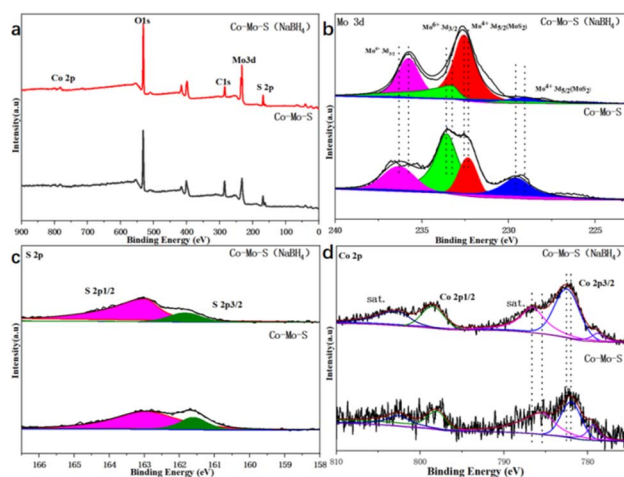 a
Co-Mo-S (NaBH4)
O1s
Mo3d
Co 2p
C1s
S 2p
Co-Mo-S
Intensity(a.u)
900 800 700 600 500 400 300 200 100 0
Binding Energy (eV)
b
Mo 3d
Co-Mo-S (NaBH4)
Mo6+ 3d3/2
Mo4+ 3d5/2(MoS2)
Mo4+ 3d5/2(MoS2)
Co-Mo-S
Intensity(a.u)
240 235 230 225
Binding Energy (eV)
c
S 2p
Co-Mo-S (NaBH4)
S 2p1/2
S 2p3/2
Co-Mo-S
Intensity(a.u)
166 165 164 163 162 161 160 159 158
Binding Energy (eV)
d
Co 2p
Co-Mo-S (NaBH4)
sat.
Co 2p1/2
sat.
Co 2p3/2
Co-Mo-S
Intensity(a.u)
810 800 790 780
Binding Energy (eV)